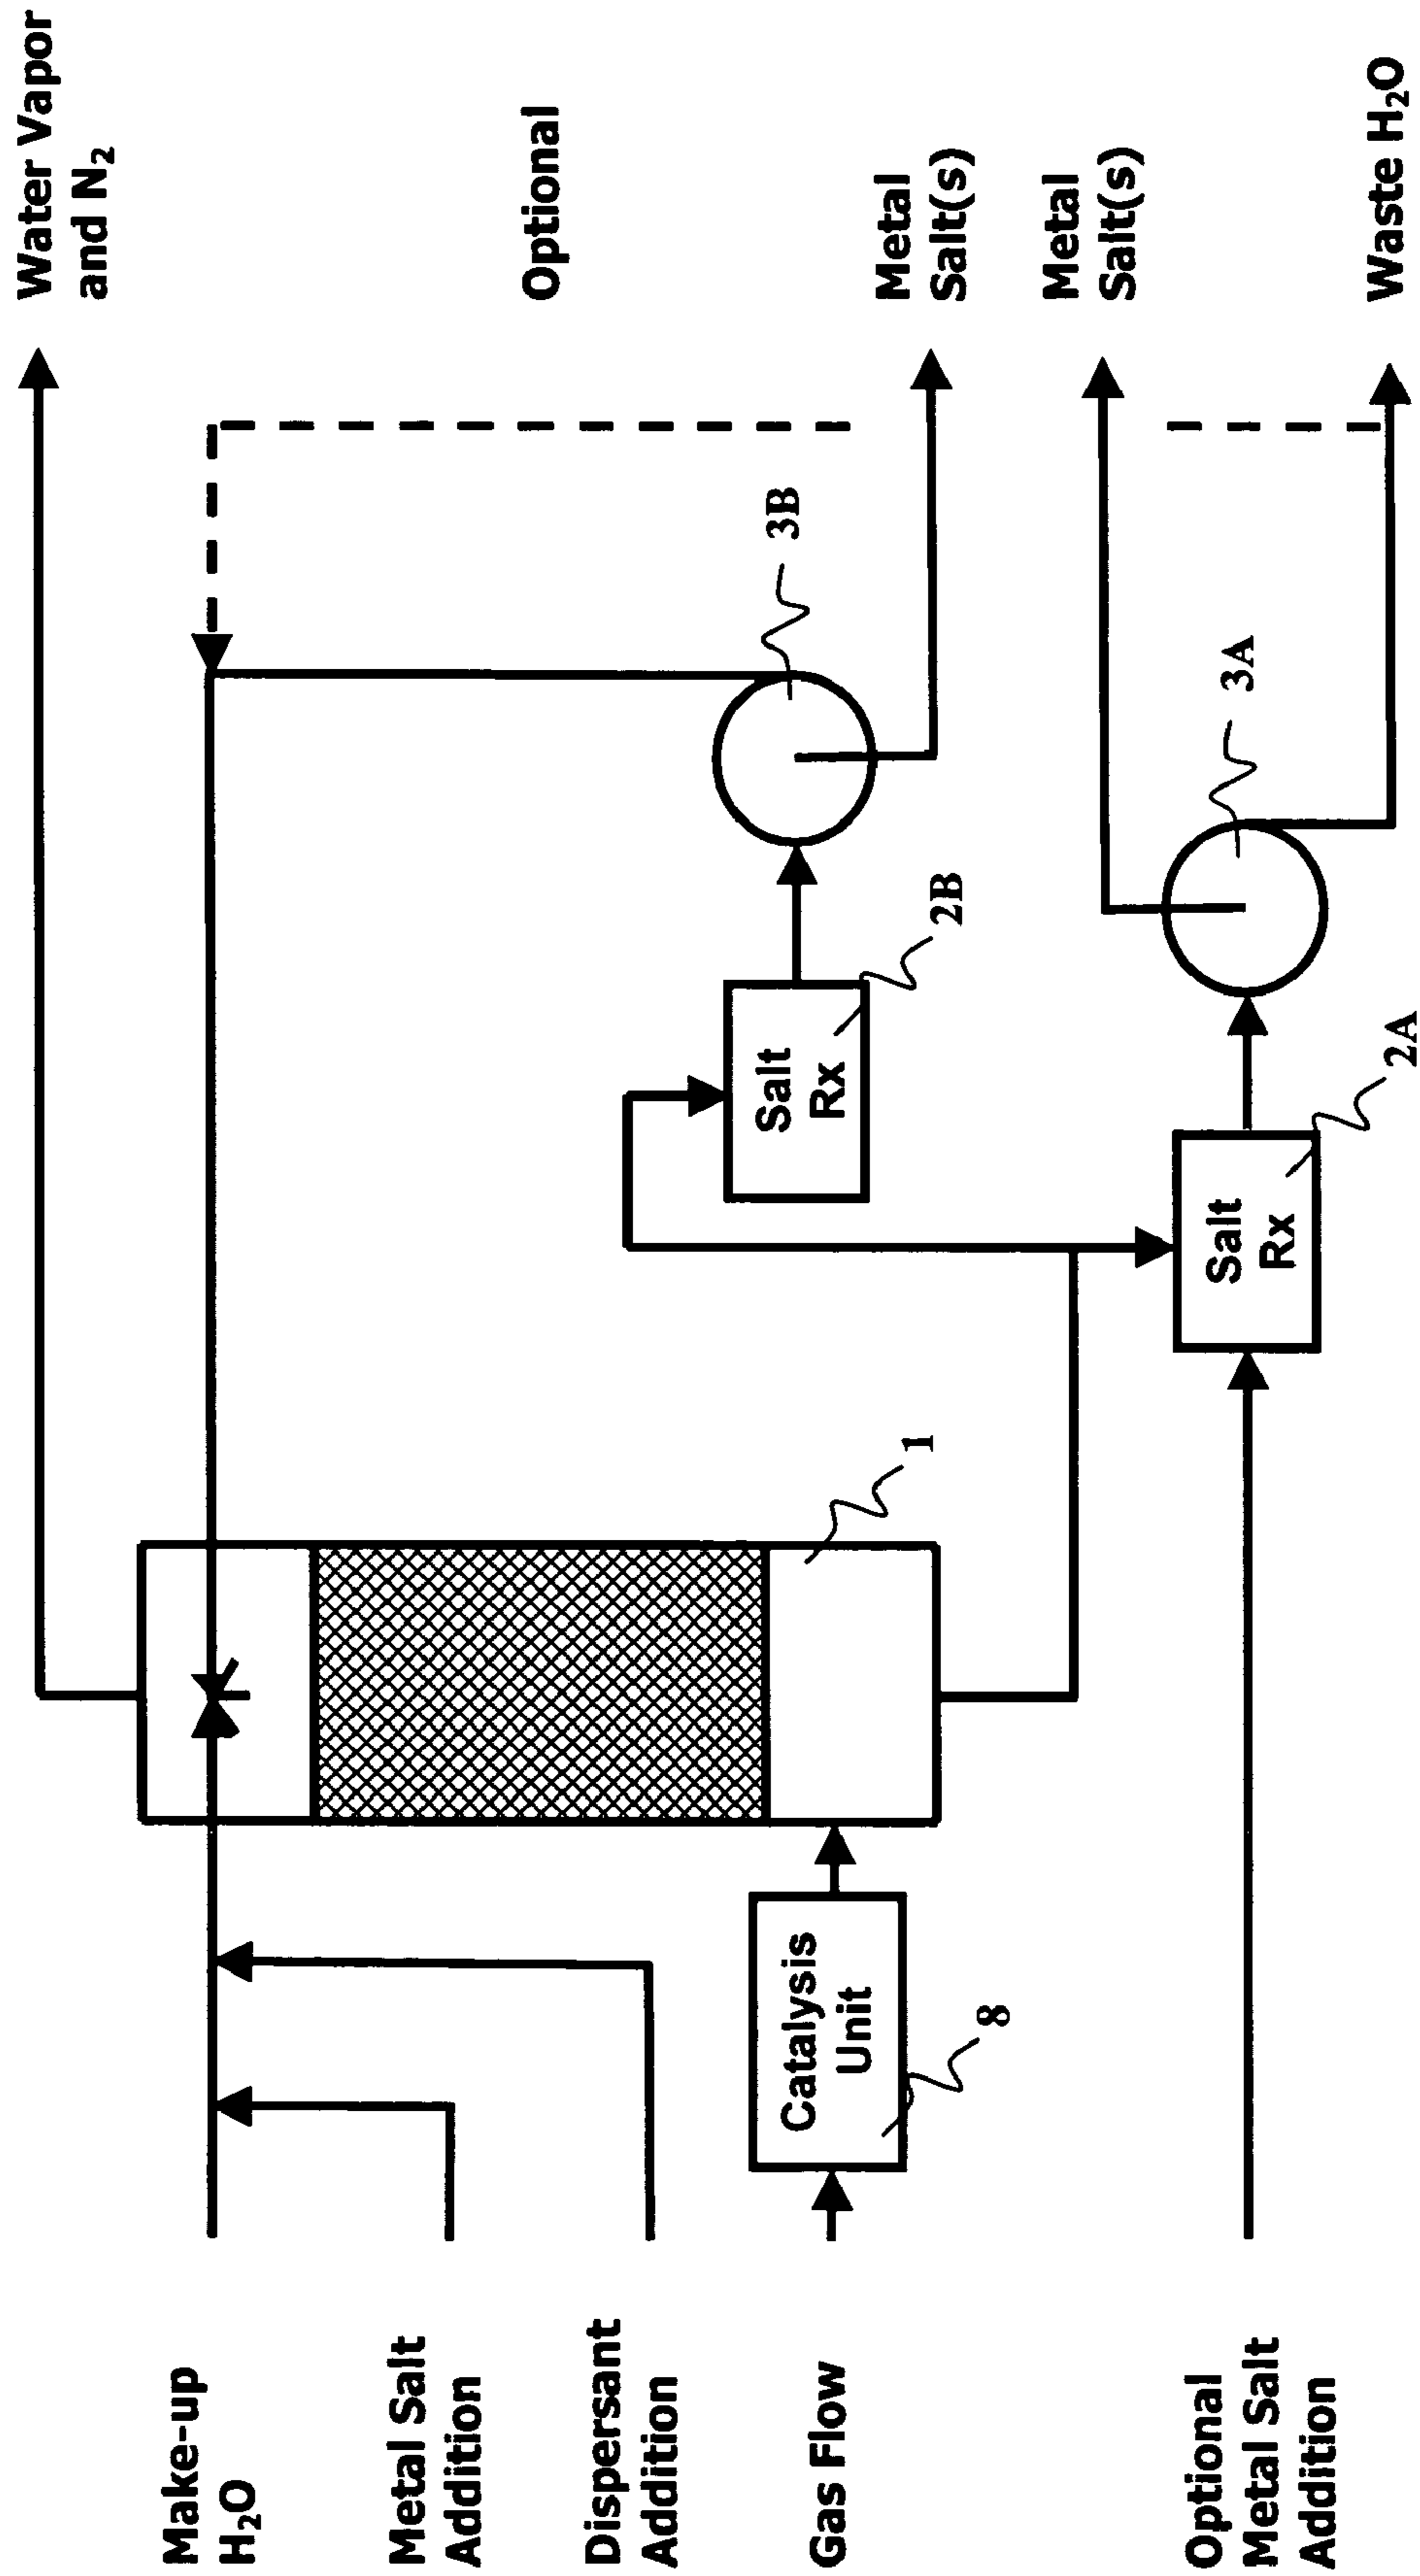 Water Vapor
and N₂
Optional
Metal
Salt(s)
Metal
Salt(s)
Waste H₂O
3B
3A
2B
2A
Salt
Rx
Salt
Rx
1
Catalysis
Unit
8
Make-up
H₂O
Metal Salt
Addition
Dispersant
Addition
Gas Flow
Optional
Metal Salt
Addition